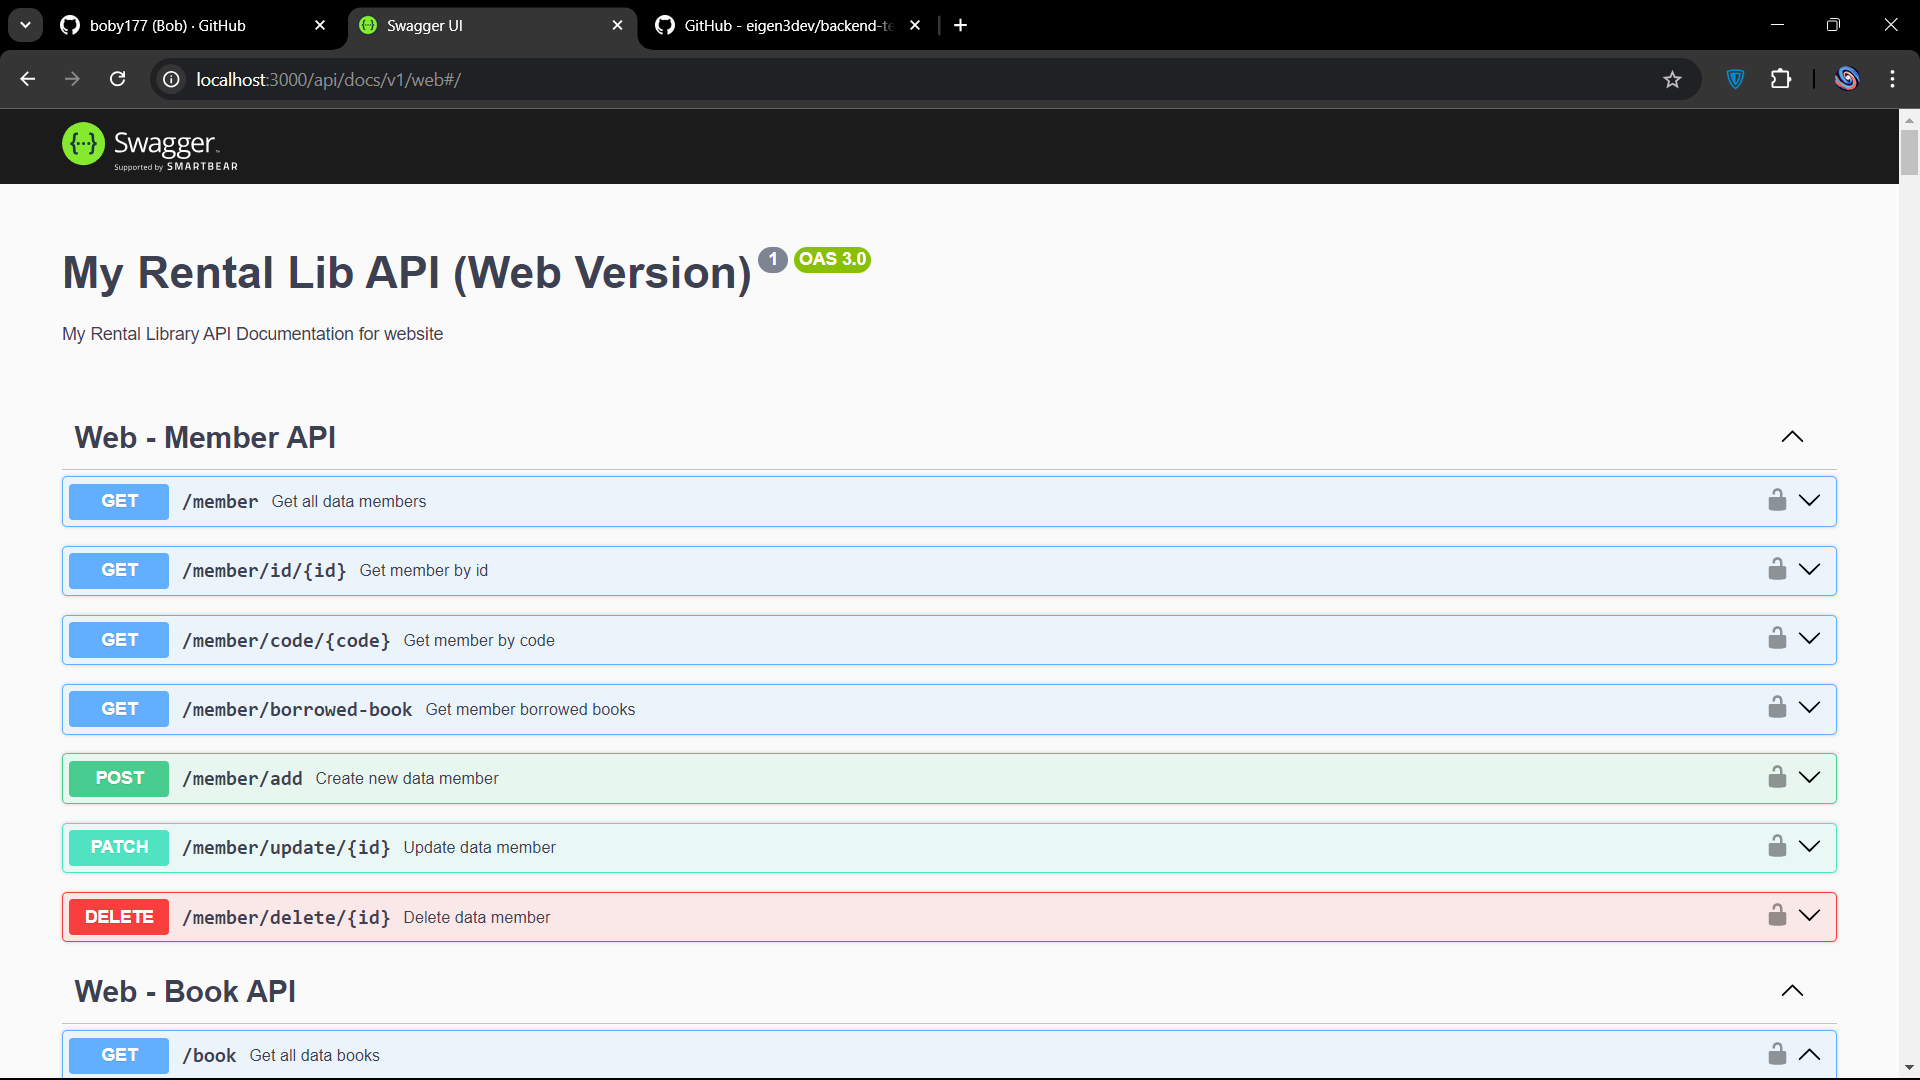 boby177 (Bob) · GitHub
Swagger UI
GitHub - eigen3dev/backend-te
localhost:3000/api/docs/v1/web#/
Swagger
Supported by SMARTBEAR
My Rental Lib API (Web Version) 1 OAS 3.0
My Rental Library API Documentation for website
Web - Member API
GET /member Get all data members
GET /member/id/{id} Get member by id
GET /member/code/{code} Get member by code
GET /member/borrowed-book Get member borrowed books
POST /member/add Create new data member
PATCH /member/update/{id} Update data member
DELETE /member/delete/{id} Delete data member
Web - Book API
GET /book Get all data books